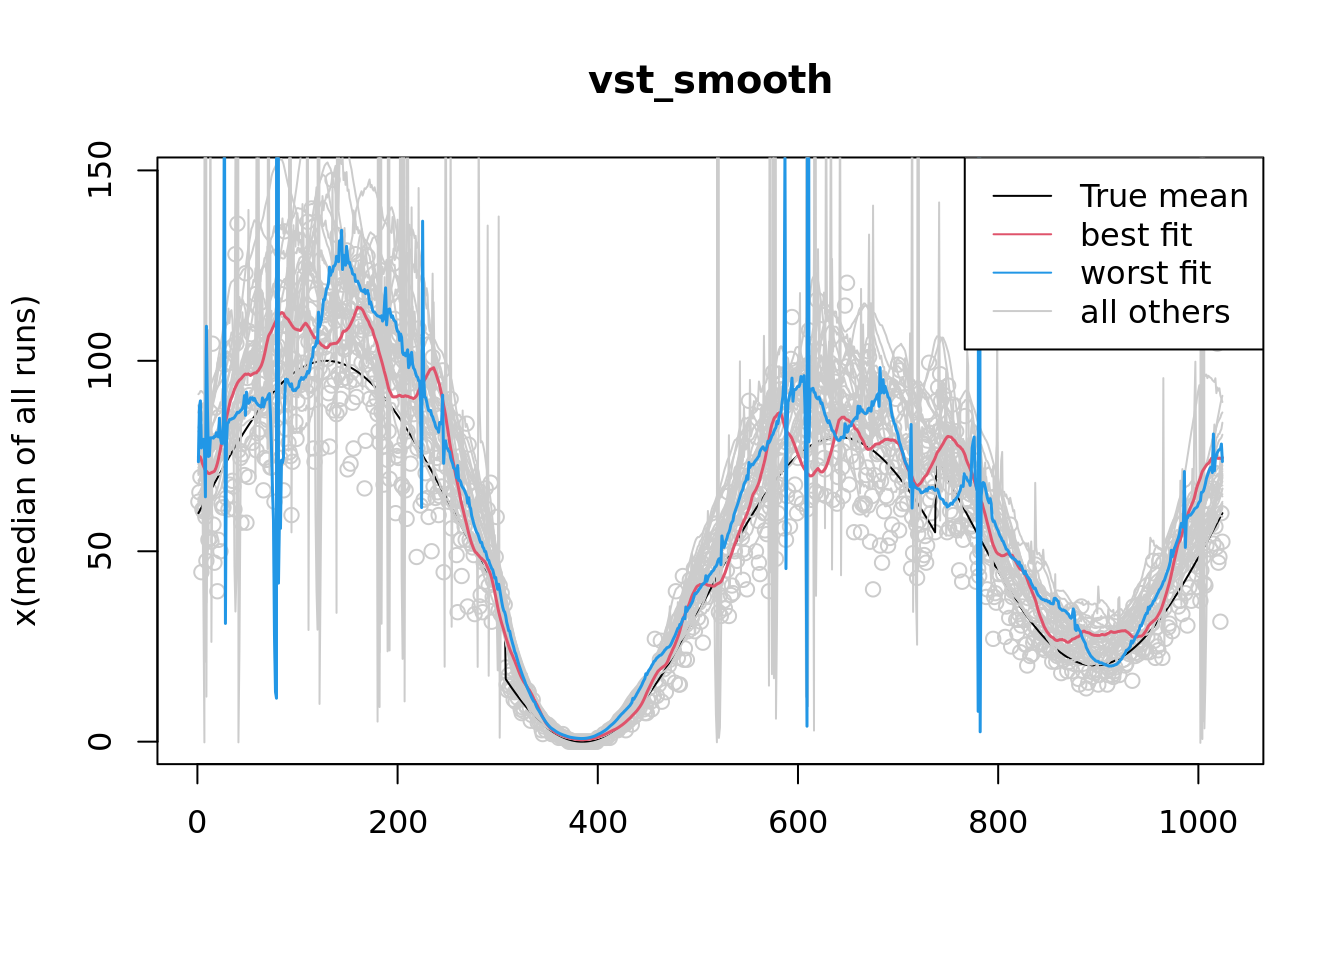 vst_smooth
x(median of all runs)
150
100
50
0
True mean
best fit
worst fit
all others
0 200 400 600 800 1000